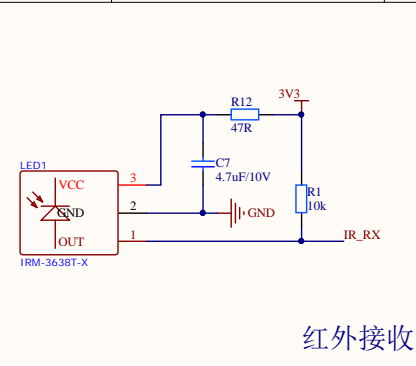 R12
3V3
47R
LED1
VCC
3
C7
4.7uF/10V
GND
2
GND
R1
10k
OUT
1
IR_RX
IRM-3638T-X
红外接收